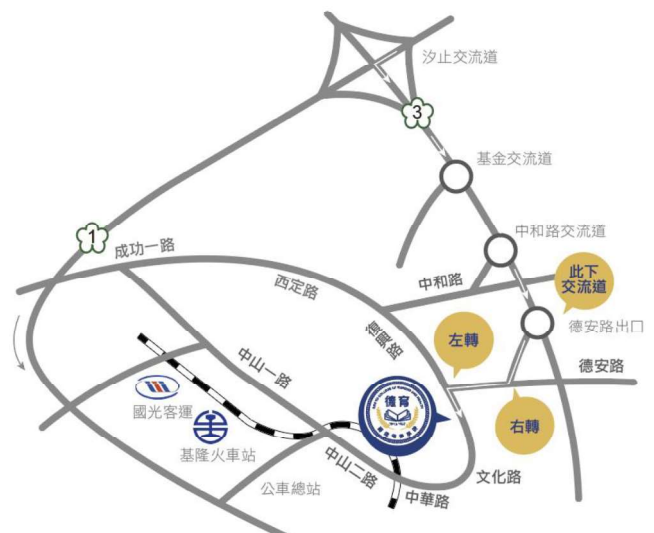 汐止交流道
3
基金交流道
1
成功一路
中和路交流道
西定路
中和路
此下
交流道
復興路
左轉
德安路出口
中山一路
德安路
國光客運
德育
右轉
基隆火車站
中山二路
公車總站
文化路
中華路